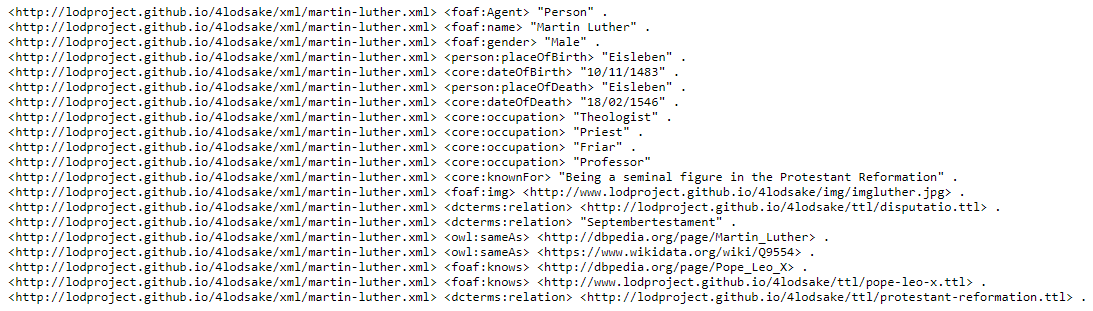 <http://lodproject.github.io/4lodsake/xml/martin-luther.xml> <foaf:Agent> "Person" .
<http://lodproject.github.io/4lodsake/xml/martin-luther.xml> <foaf:name> "Martin Luther" .
<http://lodproject.github.io/4lodsake/xml/martin-luther.xml> <foaf:gender> "Male" .
<http://lodproject.github.io/4lodsake/xml/martin-luther.xml> <person:placeOfBirth> "Eisleben" .
<http://lodproject.github.io/4lodsake/xml/martin-luther.xml> <core:dateOfBirth> "10/11/1483" .
<http://lodproject.github.io/4lodsake/xml/martin-luther.xml> <person:placeOfDeath> "Eisleben" .
<http://lodproject.github.io/4lodsake/xml/martin-luther.xml> <core:dateOfDeath> "18/02/1546" .
<http://lodproject.github.io/4lodsake/xml/martin-luther.xml> <core:occupation> "Theologist" .
<http://lodproject.github.io/4lodsake/xml/martin-luther.xml> <core:occupation> "Priest" .
<http://lodproject.github.io/4lodsake/xml/martin-luther.xml> <core:occupation> "Friar" .
<http://lodproject.github.io/4lodsake/xml/martin-luther.xml> <core:occupation> "Professor"
<http://lodproject.github.io/4lodsake/xml/martin-luther.xml> <core:knownFor> "Being a seminal figure in the Protestant Reformation" .
<http://lodproject.github.io/4lodsake/xml/martin-luther.xml> <foaf:img> <http://www.lodproject.github.io/4lodsake/img/imgluther.jpg> .
<http://lodproject.github.io/4lodsake/xml/martin-luther.xml> <dcterms:relation> <http://lodproject.github.io/4lodsake/ttl/disputatio.ttl> .
<http://lodproject.github.io/4lodsake/xml/martin-luther.xml> <dcterms:relation> "Septembertestament" .
<http://lodproject.github.io/4lodsake/xml/martin-luther.xml> <owl:sameAs> <http://dbpedia.org/page/Martin_Luther> .
<http://lodproject.github.io/4lodsake/xml/martin-luther.xml> <owl:sameAs> <https://www.wikidata.org/wiki/Q9554> .
<http://lodproject.github.io/4lodsake/xml/martin-luther.xml> <foaf:knows> <http://dbpedia.org/page/Pope_Leo_X> .
<http://lodproject.github.io/4lodsake/xml/martin-luther.xml> <foaf:knows> <http://www.lodproject.github.io/4lodsake/ttl/pope-leo-x.ttl> .
<http://lodproject.github.io/4lodsake/xml/martin-luther.xml> <dcterms:relation> <http://lodproject.github.io/4lodsake/ttl/protestant-reformation.ttl> .